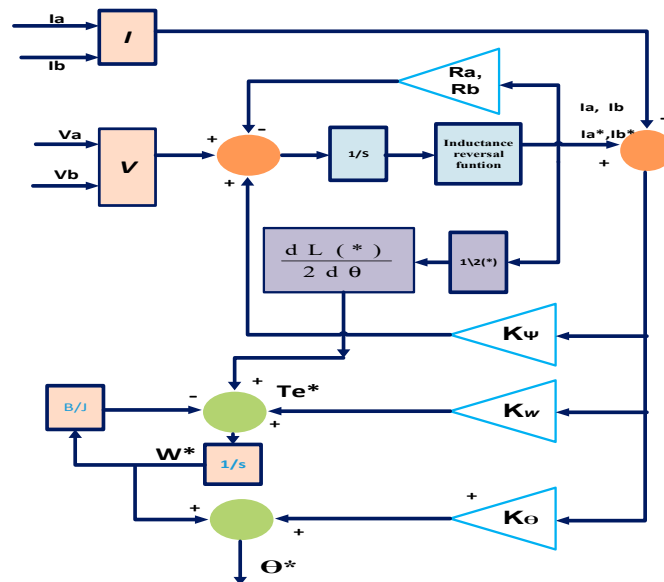 Ia
I
Ib
Ra,
Rb
-
Ia, Ib
-
Va
V
Vb
+
-
+
1/S
Inductance
reversal
funtion
Ia*,Ib*
+
d L ( * )
2 d θ
1\2(*)
KΨ
B/J
-
+
Te*
+
Kw
W*
1/s
+
+
+
KΘ
Θ*